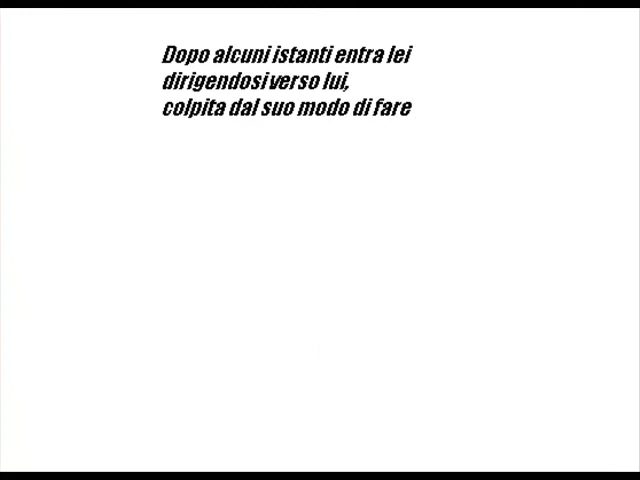 Dopo alcuni istanti entra lei
dirigendosi verso lui,
colpita dal suo modo di fare